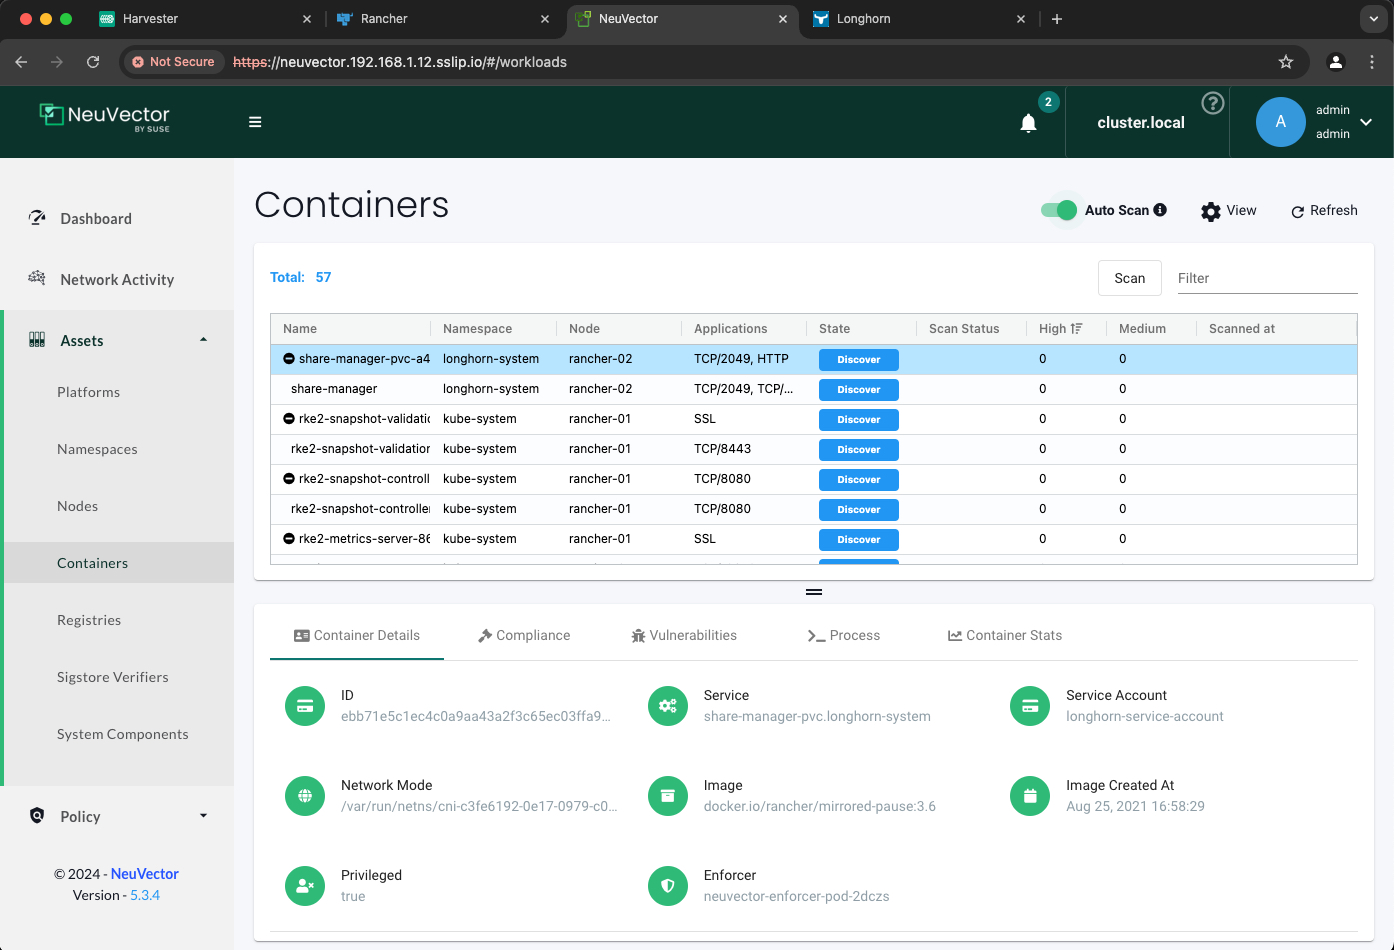 Harvester
Rancher
NeuVector
Longhorn
Not Secure
https://neuvector.192.168.1.12.sslip.io/#/workloads
NeuVector
BY SUSE
2
cluster.local
?
A
admin
admin
Dashboard
Network Activity
Assets
Platforms
Namespaces
Nodes
Containers
Registries
Sigstore Verifiers
System Components
Policy
© 2024 - NeuVector
Version - 5.3.4
Containers
Auto Scan
View
Refresh
Total: 57
Scan
Filter
Name Namespace Node Applications State Scan Status High Medium Scanned at
share-manager-pvc-a4 longhorn-system rancher-02 TCP/2049, HTTP Discover 0 0
share-manager longhorn-system rancher-02 TCP/2049, TCP/... Discover 0 0
rke2-snapshot-validatio kube-system rancher-01 SSL Discover 0 0
rke2-snapshot-validation kube-system rancher-01 TCP/8443 Discover 0 0
rke2-snapshot-controll kube-system rancher-01 TCP/8080 Discover 0 0
rke2-snapshot-controller kube-system rancher-01 TCP/8080 Discover 0 0
rke2-metrics-server-86 kube-system rancher-01 SSL Discover 0 0
Container Details
Compliance
Vulnerabilities
Process
Container Stats
ID
ebb71e5c1ec4c0a9aa43a2f3c65ec03ffa9...
Service
share-manager-pvc.longhorn-system
Service Account
longhorn-service-account
Network Mode
/var/run/netns/cni-c3fe6192-0e17-0979-c0...
Image
docker.io/rancher/mirrored-pause:3.6
Image Created At
Aug 25, 2021 16:58:29
Privileged
true
Enforcer
neuvector-enforcer-pod-2dczs